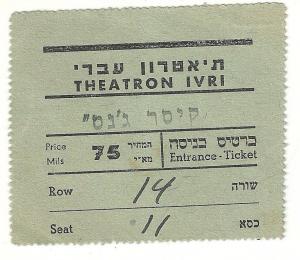 תיאטרון עברי
THEATRON IVRI
"קיסר ג'ונס"
Price 75 המחיר
Mils מא"י
כרטיס כניסה
Entrance - Ticket
Row 14 שורה
Seat 11 כסא